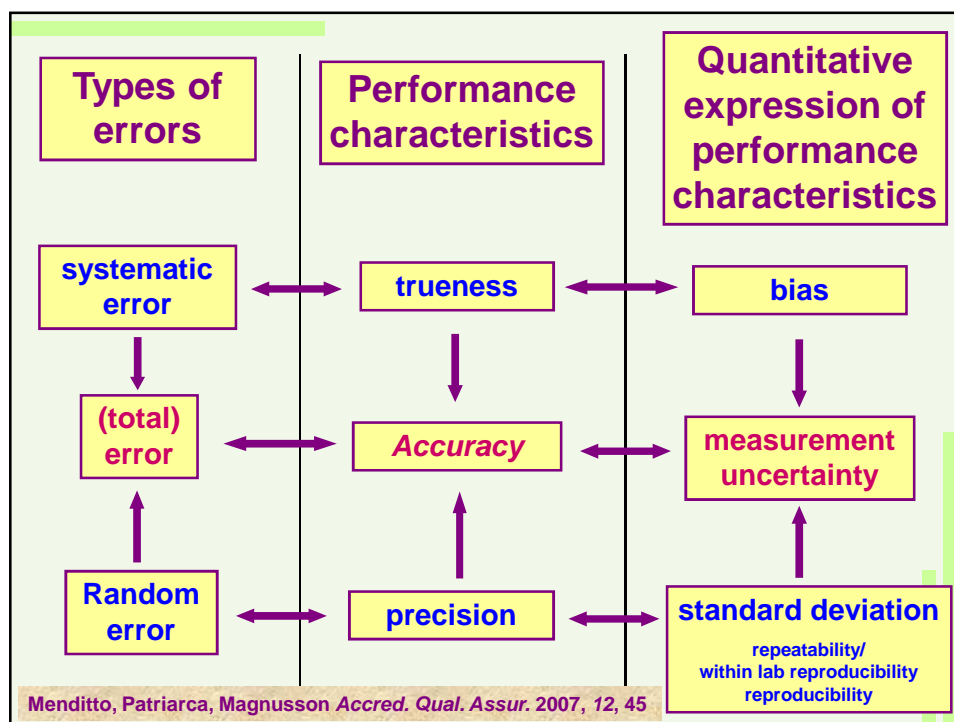 Types of
errors
Performance
characteristics
Quantitative
expression of
performance
characteristics
systematic
error
trueness
bias
(total)
error
Accuracy
measurement
uncertainty
Random
error
precision
standard deviation
repeatability/
within lab reproducibility
reproducibility
Menditto, Patriarca, Magnusson Accred. Qual. Assur. 2007, 12, 45